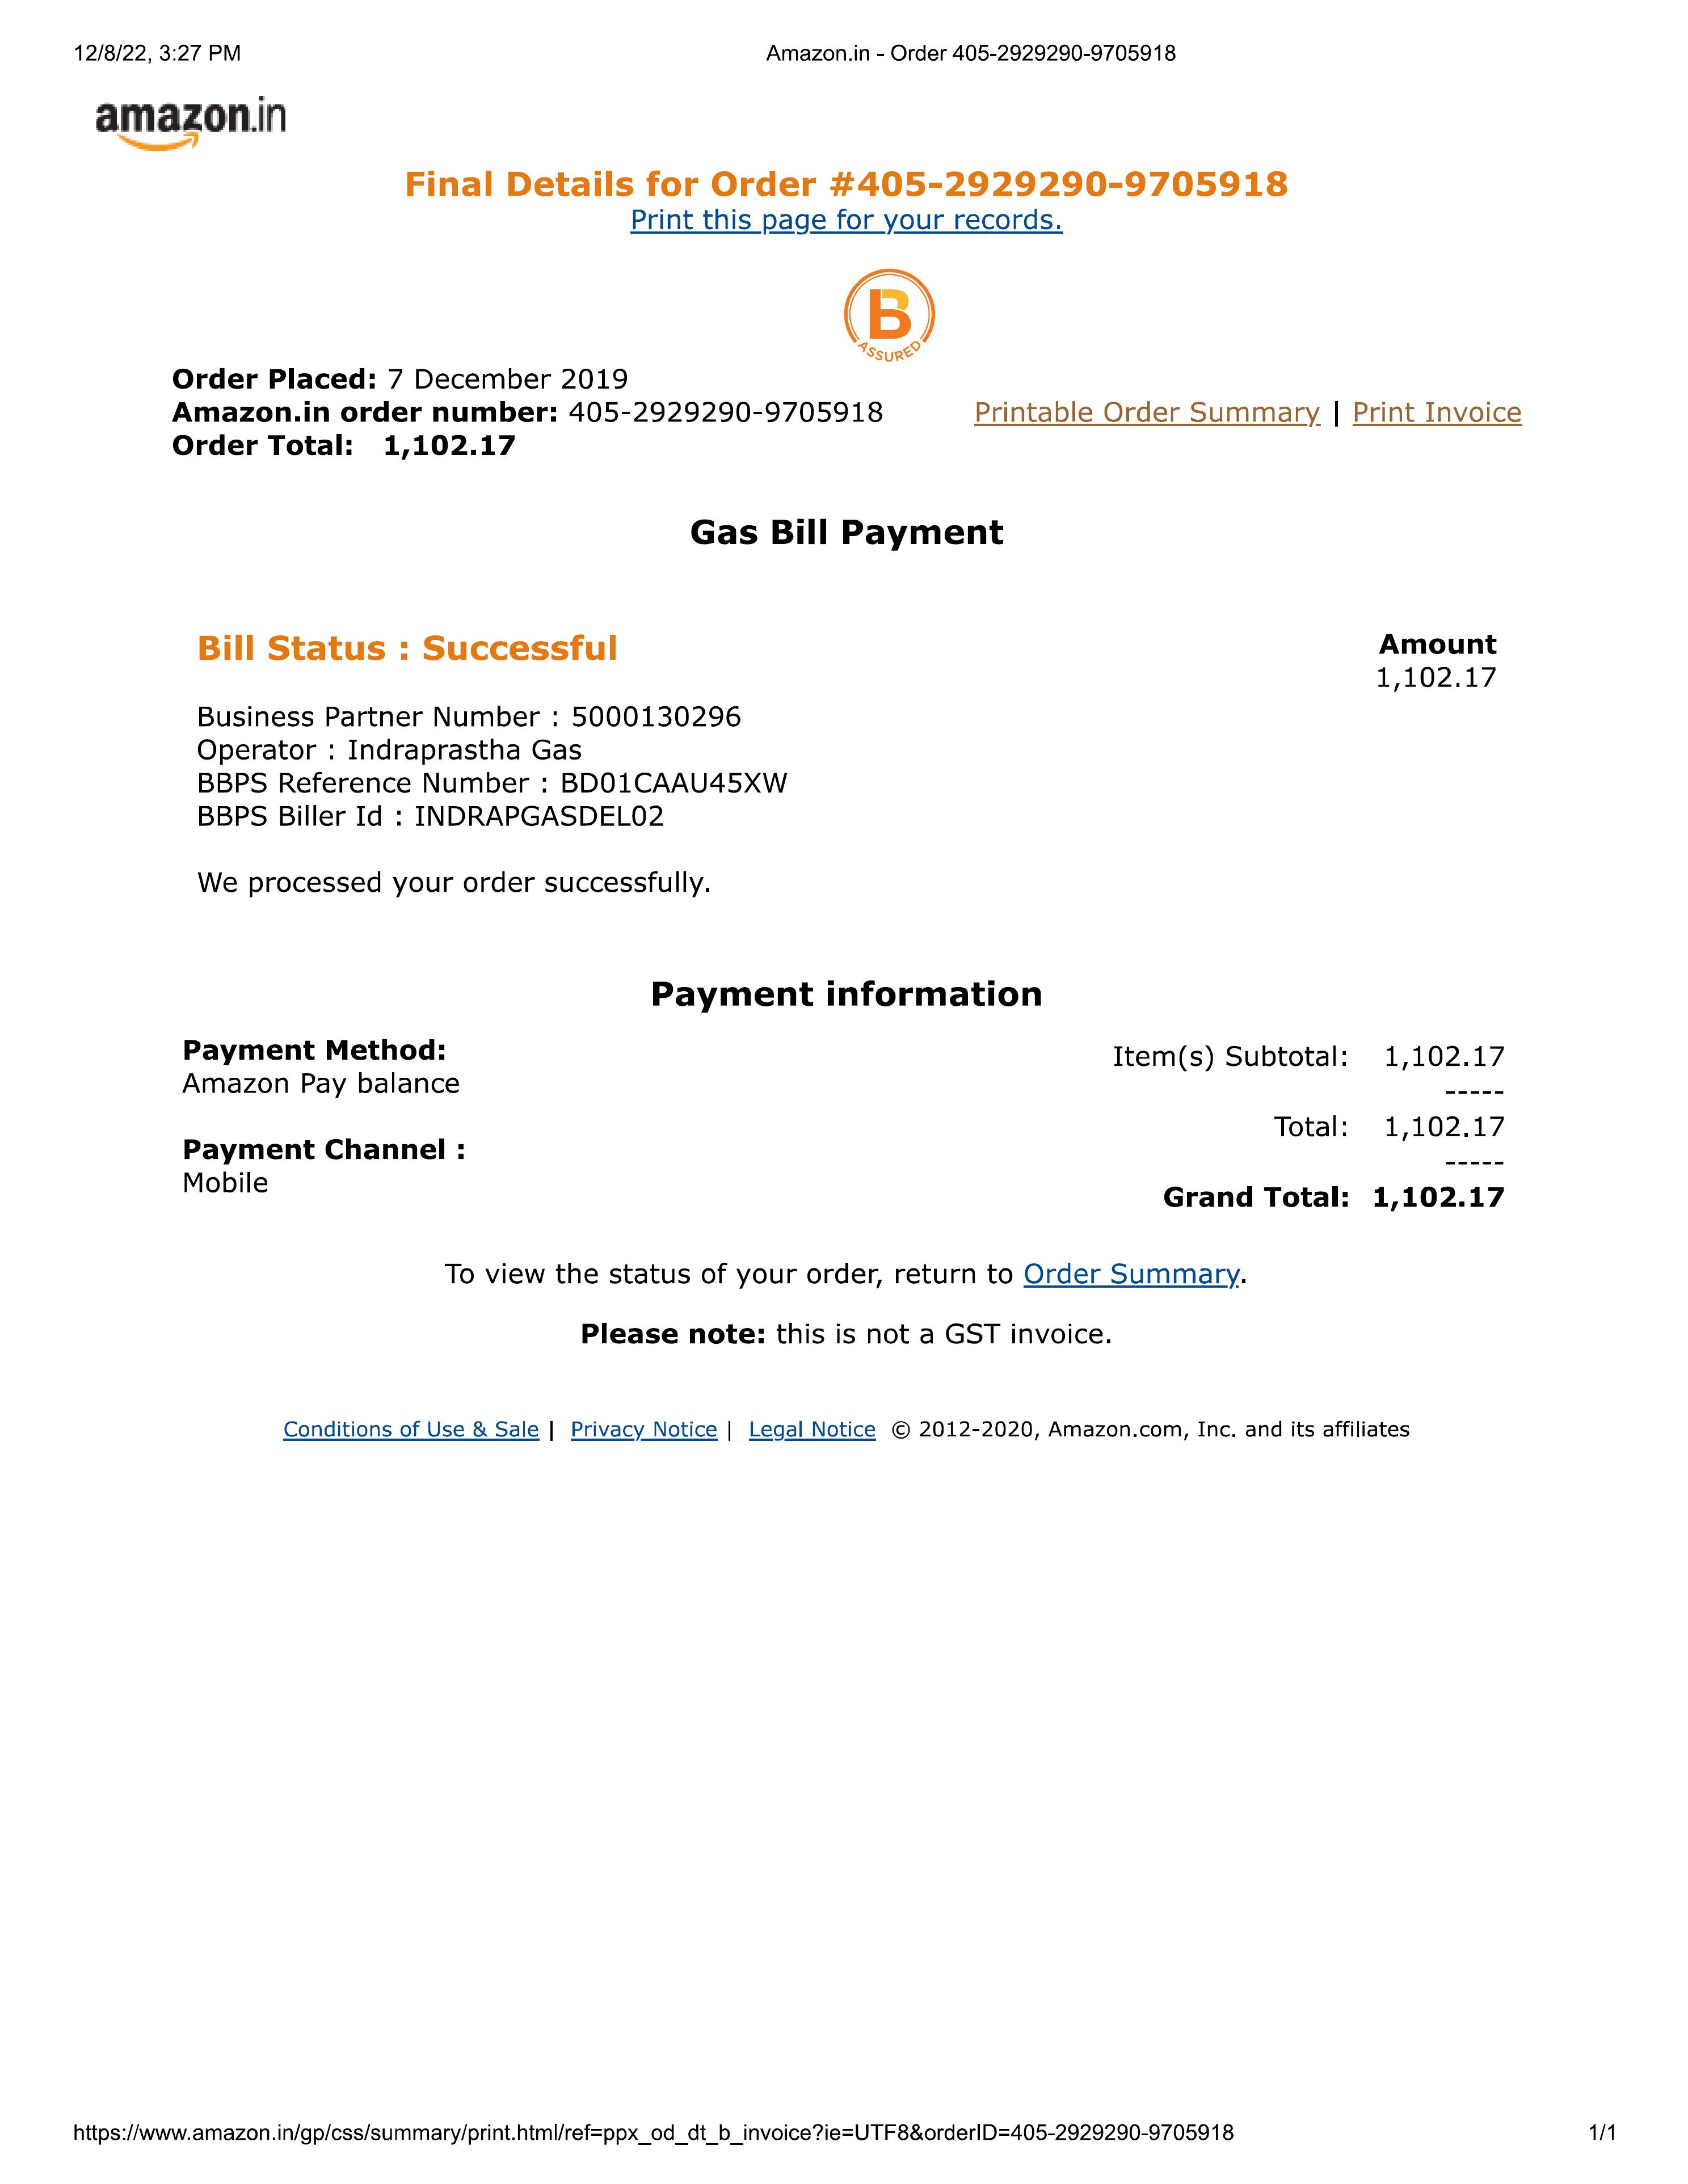 12/8/22, 3:27 PM
Amazon.in - Order 405-2929290-9705918
amazon.in
Final Details for Order #405-2929290-9705918
Print this page for your records.
B
ASSURED
Order Placed: 7 December 2019
Amazon.in order number: 405-2929290-9705918
Printable Order Summary | Print Invoice
Order Total: 1,102.17
Gas Bill Payment
Bill Status : Successful
Amount
1,102.17
Business Partner Number : 5000130296
Operator : Indraprastha Gas
BBPS Reference Number : BD01CAAU45XW
BBPS Biller Id : INDRAPGASDEL02
We processed your order successfully.
Payment information
Payment Method:
Amazon Pay balance
Payment Channel :
Mobile
Item(s) Subtotal: 1,102.17
-----
Total: 1,102.17
-----
Grand Total: 1,102.17
To view the status of your order, return to Order Summary.
Please note: this is not a GST invoice.
Conditions of Use & Sale | Privacy Notice | Legal Notice © 2012-2020, Amazon.com, Inc. and its affiliates
https://www.amazon.in/gp/css/summary/print.html/ref=ppx_od_dt_b_invoice?ie=UTF8&orderID=405-2929290-9705918
1/1